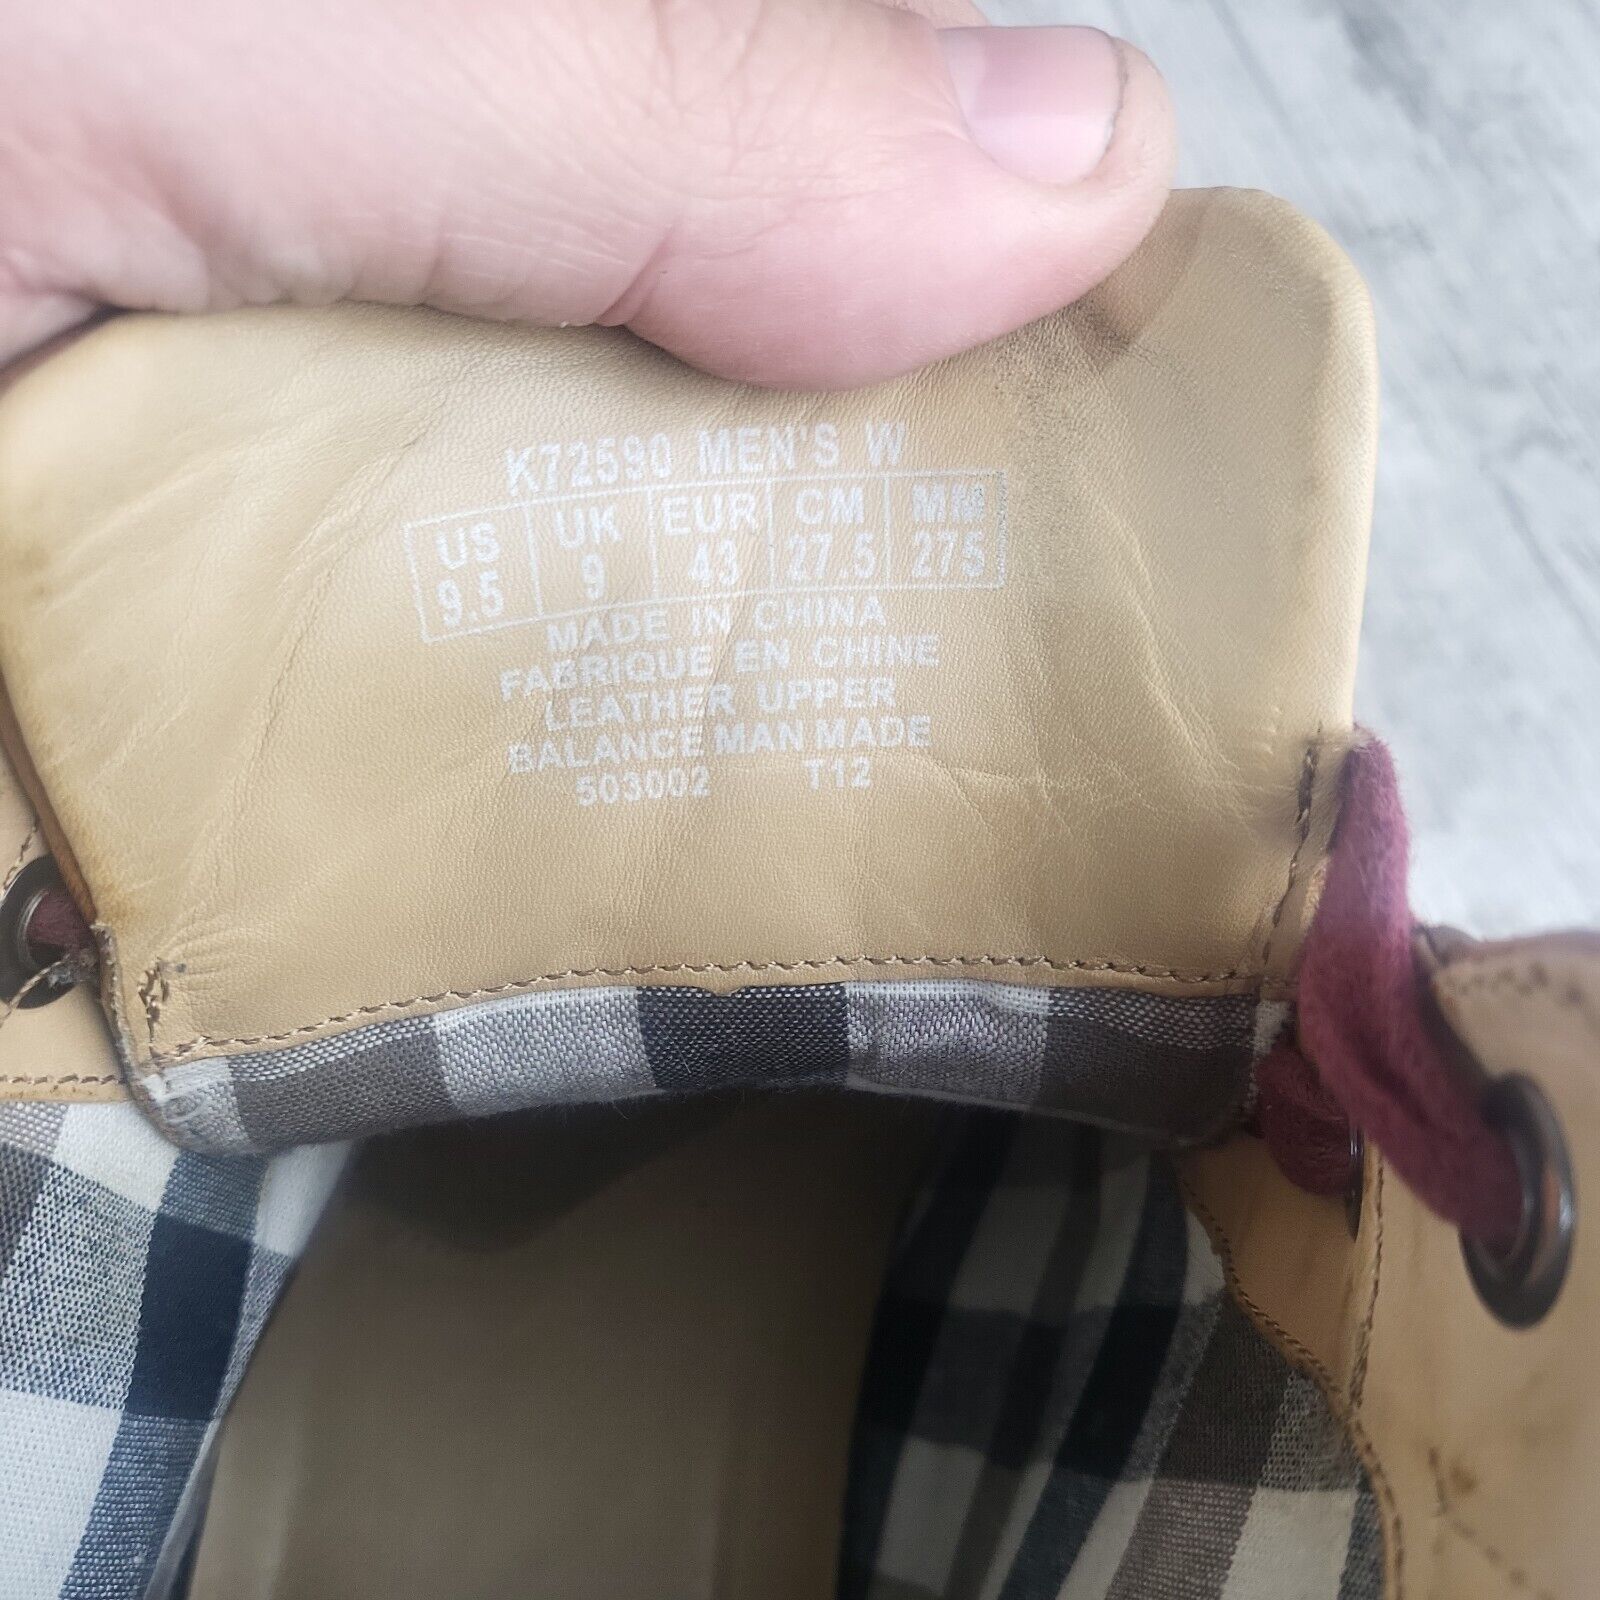 K72590 MEN'S W
US UK EUR CM MM
9.5 9 43 27.5 275
MADE IN CHINA
FABRIQUE EN CHINE
LEATHER UPPER
BALANCE MAN MADE
503002 T12